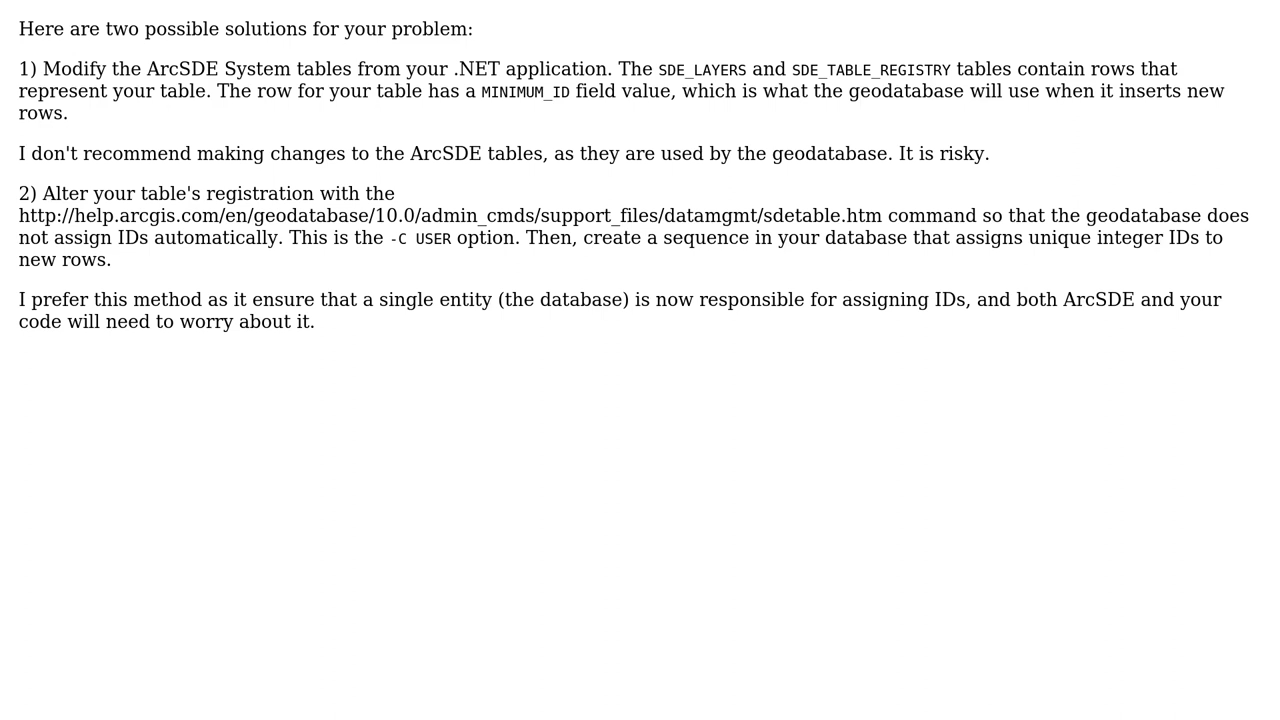 Here are two possible solutions for your problem:
1) Modify the ArcSDE System tables from your .NET application. The SDE_LAYERS and SDE_TABLE_REGISTRY tables contain rows that
represent your table. The row for your table has a MINIMUM_ID field value, which is what the geodatabase will use when it inserts new
rows.
I don't recommend making changes to the ArcSDE tables, as they are used by the geodatabase. It is risky.
2) Alter your table's registration with the
http://help.arcgis.com/en/geodatabase/10.0/admin_cmds/support_files/datamgmt/sdetable.htm command so that the geodatabase does
not assign IDs automatically. This is the -C USER option. Then, create a sequence in your database that assigns unique integer IDs to
new rows.
I prefer this method as it ensure that a single entity (the database) is now responsible for assigning IDs, and both ArcSDE and your
code will need to worry about it.